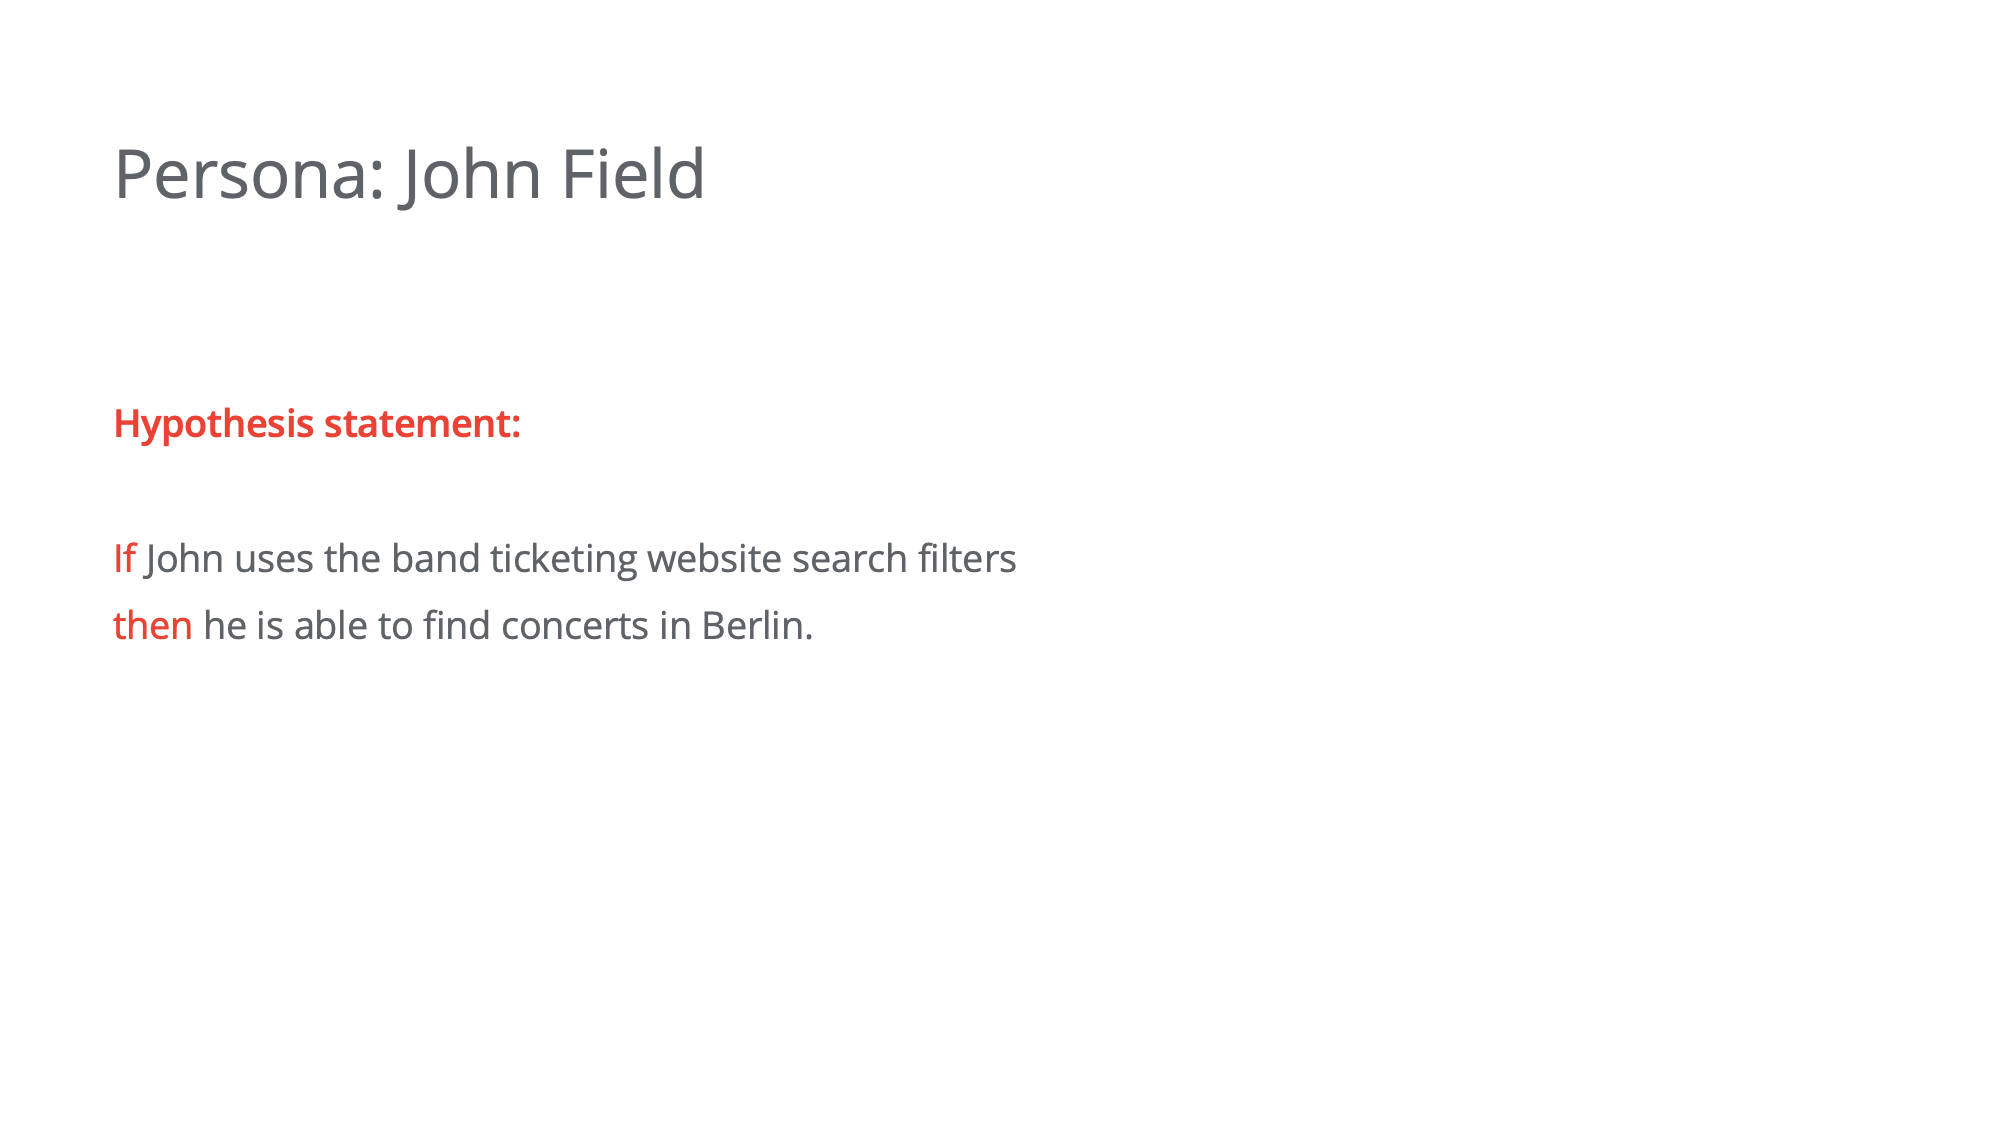 Persona: John Field
Hypothesis statement:
If John uses the band ticketing website search filters
then he is able to find concerts in Berlin.